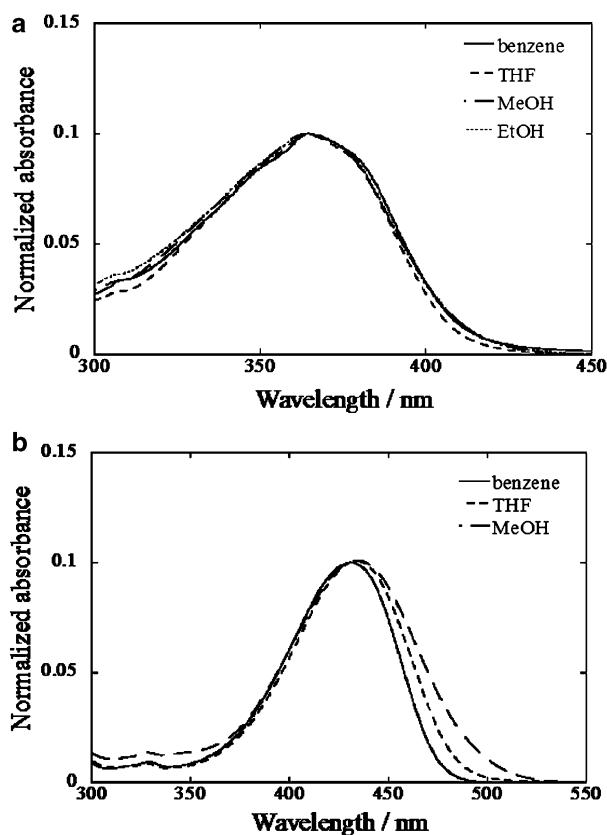 a
0.15
benzene
THF
MeOH
EtOH
0.1
Normalized absorbance
0.05
0
300
350
400
450
Wavelength / nm
b
0.15
benzene
THF
MeOH
0.1
Normalized absorbance
0.05
0
300
350
400
450
500
550
Wavelength / nm